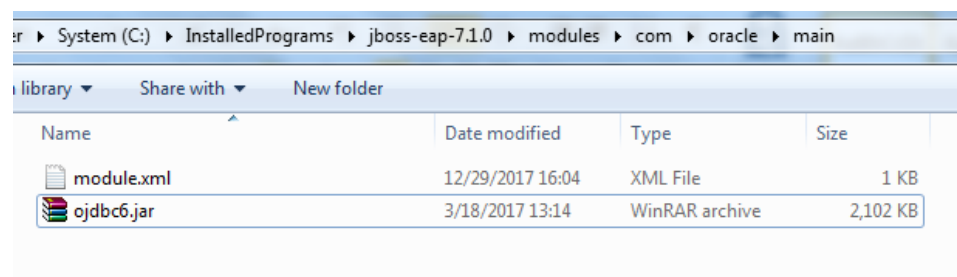 er ▸ System (C:) ▸ InstalledPrograms ▸ jboss-eap-7.1.0 ▸ modules ▸ com ▸ oracle ▸ main
library ▾ Share with ▾ New folder
Name Date modified Type Size
module.xml 12/29/2017 16:04 XML File 1 KB
ojdbc6.jar 3/18/2017 13:14 WinRAR archive 2,102 KB